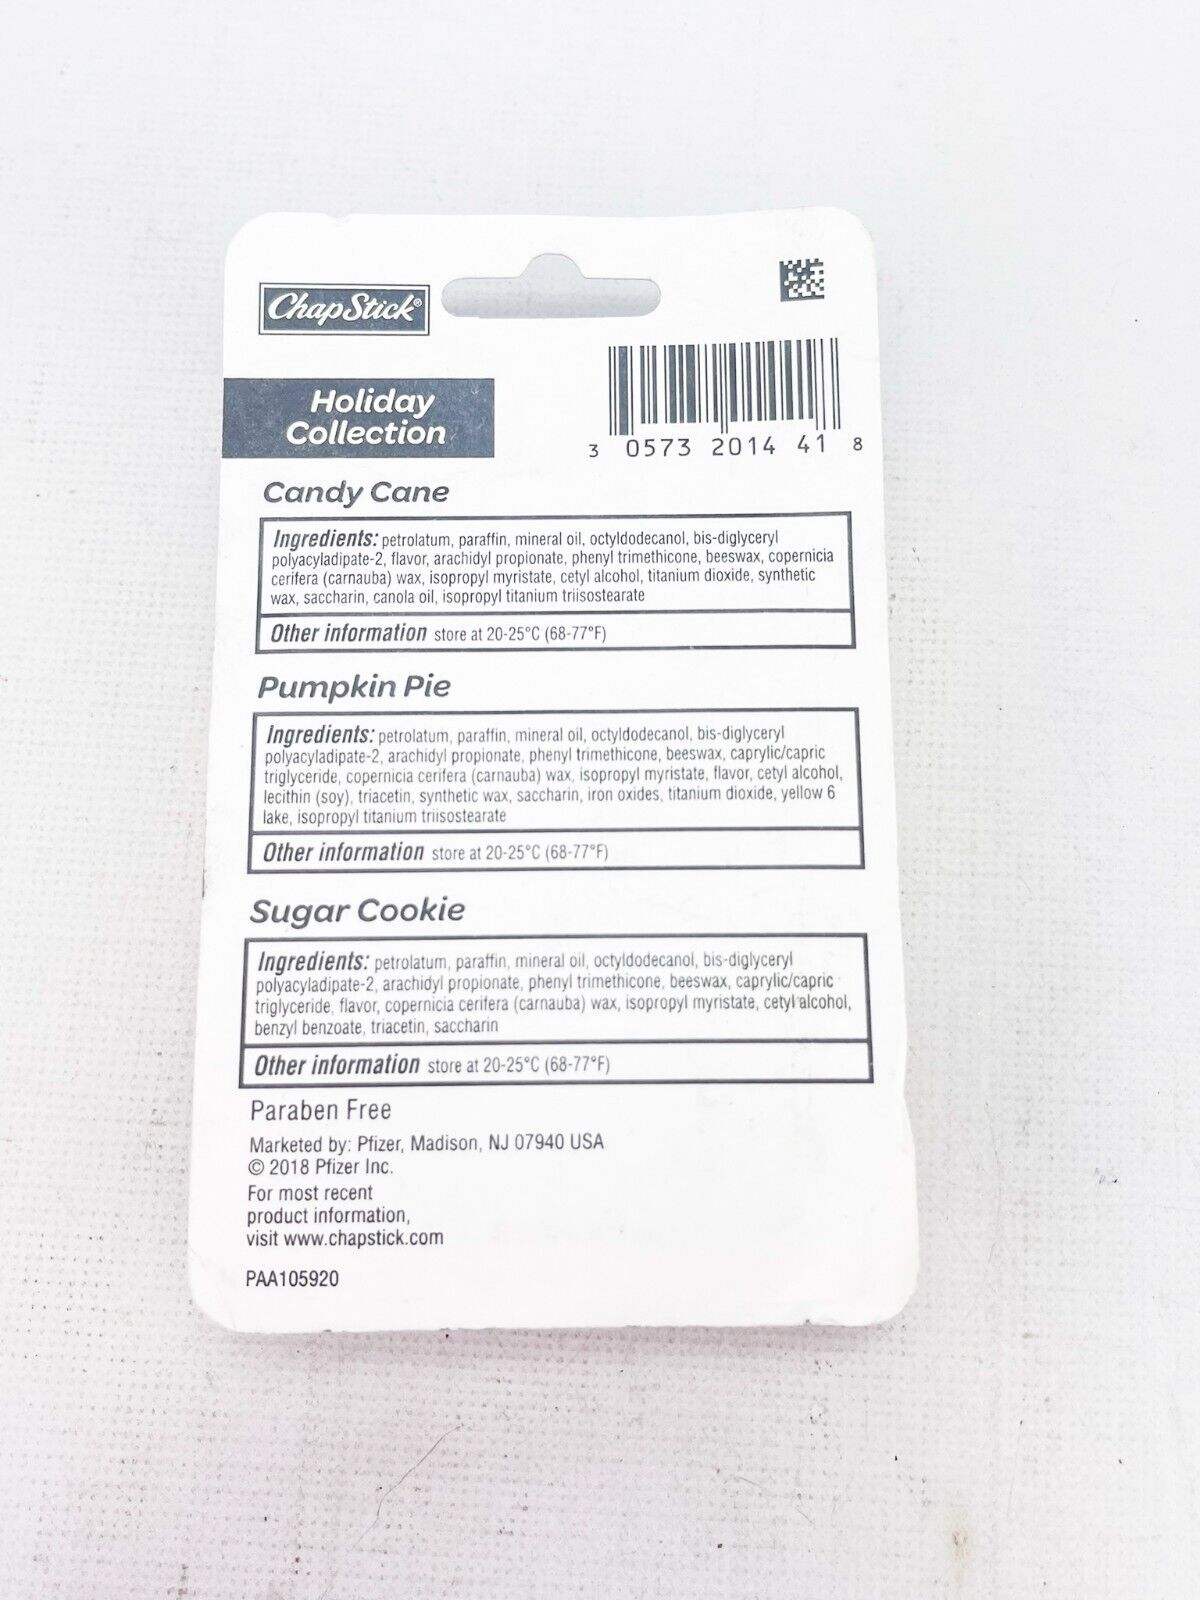 ChapStick®
Holiday
Collection
3 0573 2014 41 8
Candy Cane
Ingredients: petrolatum, paraffin, mineral oil, octyldodecanol, bis-diglyceryl
polyacyladipate-2, flavor, arachidyl propionate, phenyl trimethicone, beeswax, copernicia
cerifera (carnauba) wax, isopropyl myristate, cetyl alcohol, titanium dioxide, synthetic
wax, saccharin, canola oil, isopropyl titanium triisostearate
Other information store at 20-25°C (68-77°F)
Pumpkin Pie
Ingredients: petrolatum, paraffin, mineral oil, octyldodecanol, bis-diglyceryl
polyacyladipate-2, arachidyl propionate, phenyl trimethicone, beeswax, caprylic/capric
triglyceride, copernicia cerifera (carnauba) wax, isopropyl myristate, flavor, cetyl alcohol,
lecithin (soy), triacetin, synthetic wax, saccharin, iron oxides, titanium dioxide, yellow 6
lake, isopropyl titanium triisostearate
Other information store at 20-25°C (68-77°F)
Sugar Cookie
Ingredients: petrolatum, paraffin, mineral oil, octyldodecanol, bis-diglyceryl
polyacyladipate-2, arachidyl propionate, phenyl trimethicone, beeswax, caprylic/capric
triglyceride, flavor, copernicia cerifera (carnauba) wax, isopropyl myristate, cetyl alcohol,
benzyl benzoate, triacetin, saccharin
Other information store at 20-25°C (68-77°F)
Paraben Free
Marketed by: Pfizer, Madison, NJ 07940 USA
© 2018 Pfizer Inc.
For most recent
product information,
visit www.chapstick.com
PAA105920